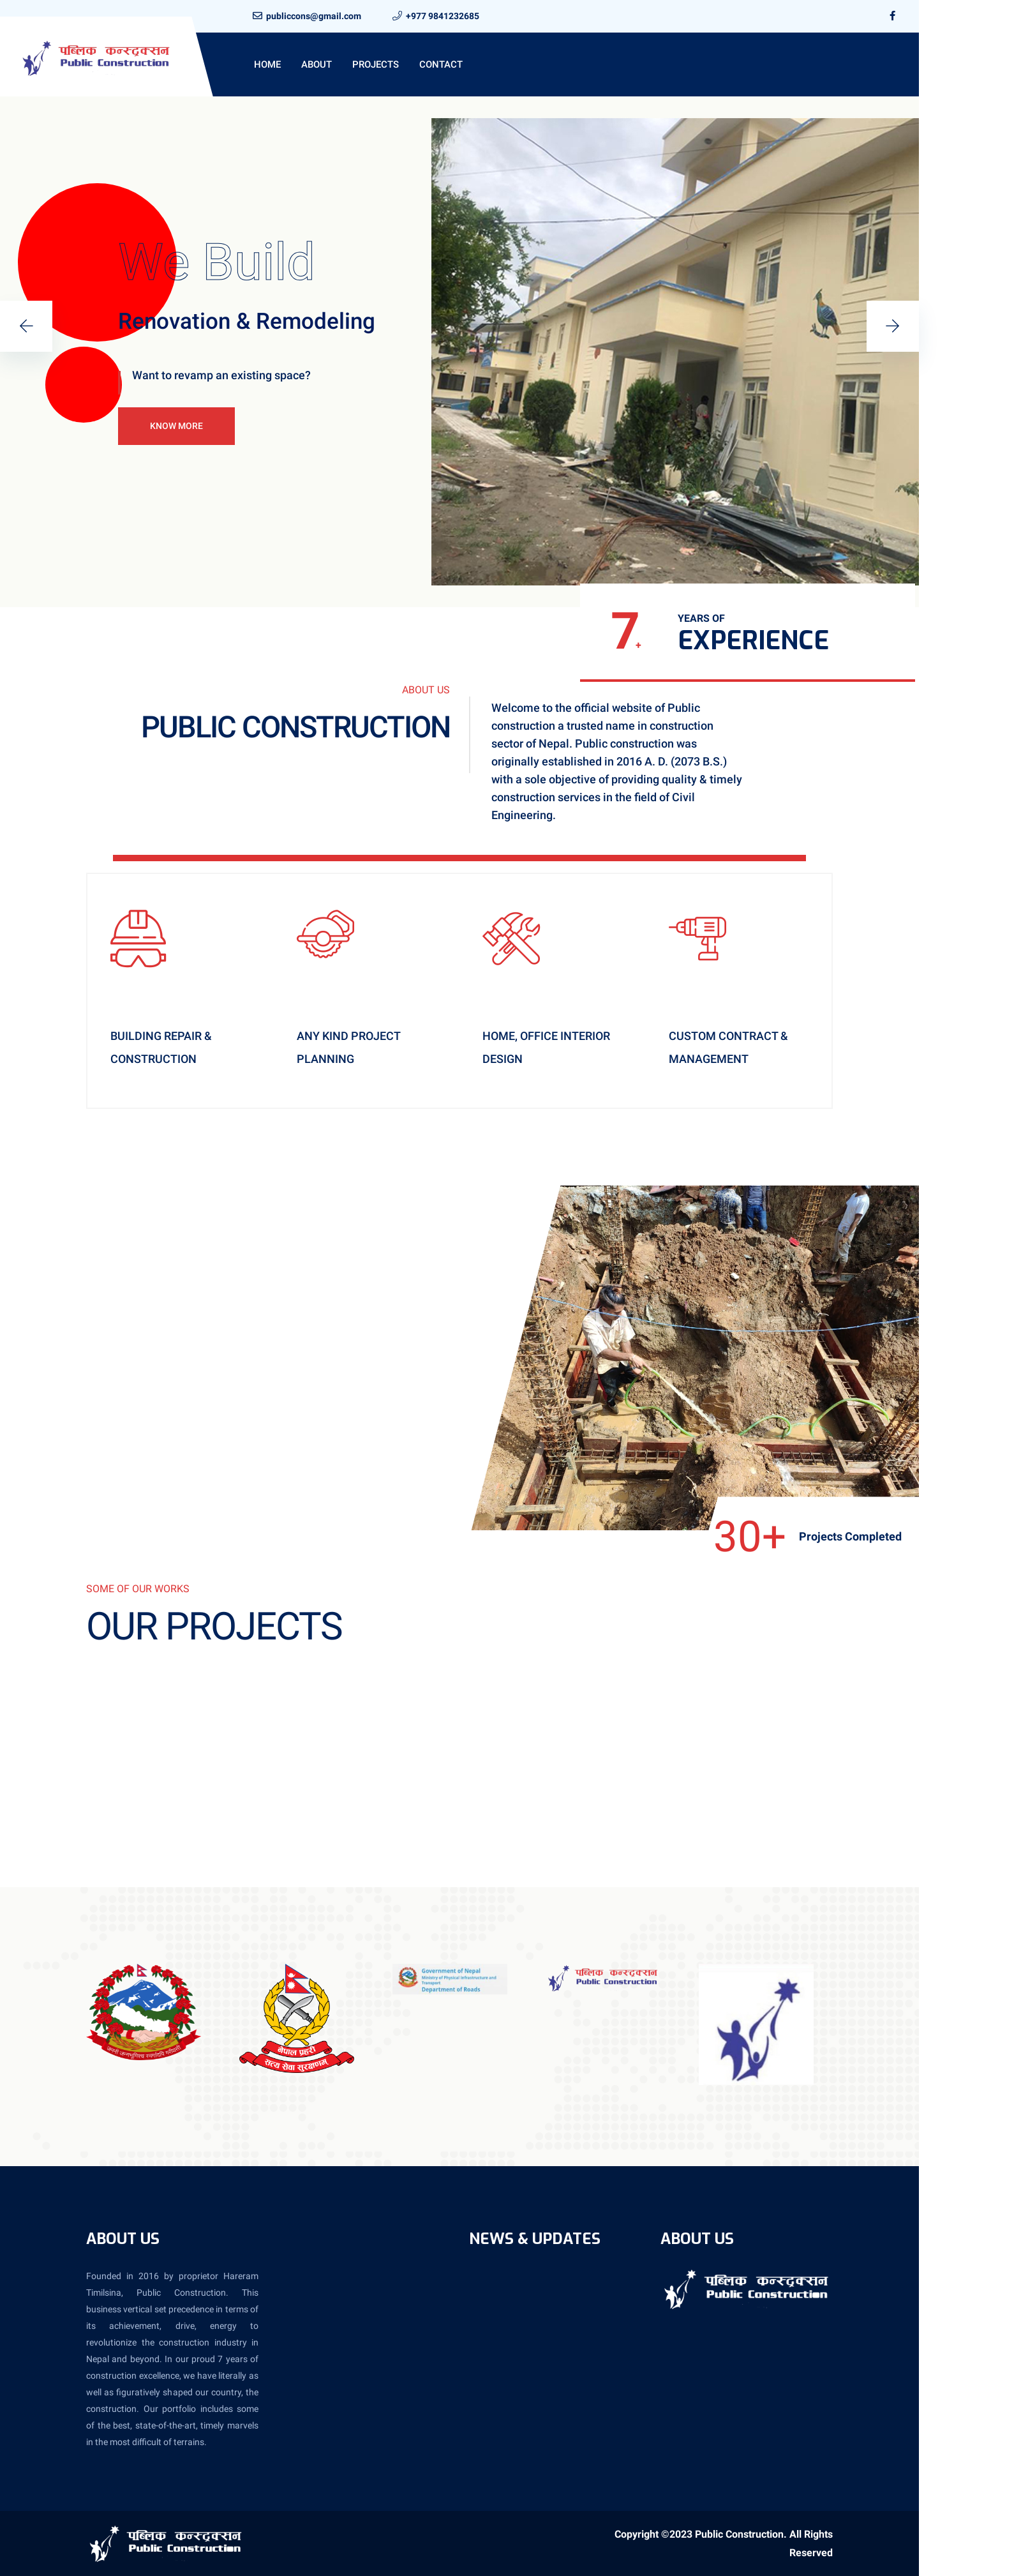 publiccons@gmail.com
+977 9841232685
पब्लिक कन्स्ट्रक्सन
Public Construction
HOME
ABOUT
PROJECTS
CONTACT
We Build
Renovation & Remodeling
Want to revamp an existing space?
KNOW MORE
7+
YEARS OF
EXPERIENCE
ABOUT US
PUBLIC CONSTRUCTION
Welcome to the official website of Public
construction a trusted name in construction
sector of Nepal. Public construction was
originally established in 2016 A. D. (2073 B.S.)
with a sole objective of providing quality & timely
construction services in the field of Civil
Engineering.
BUILDING REPAIR &
CONSTRUCTION
ANY KIND PROJECT
PLANNING
HOME, OFFICE INTERIOR
DESIGN
CUSTOM CONTRACT &
MANAGEMENT
30+
Projects Completed
SOME OF OUR WORKS
OUR PROJECTS
नेपाल प्रहरी
सत्य सेवा सुरक्षणम्
Government of Nepal
Ministry of Physical Infrastructure and
Transport
Department of Roads
पब्लिक कन्स्ट्रक्सन
Public Construction
ABOUT US
Founded in 2016 by proprietor Hareram
Timilsina, Public Construction. This
business vertical set precedence in terms of
its achievement, drive, energy to
revolutionize the construction industry in
Nepal and beyond. In our proud 7 years of
construction excellence, we have literally as
well as figuratively shaped our country, the
construction. Our portfolio includes some
of the best, state-of-the-art, timely marvels
in the most difficult of terrains.
NEWS & UPDATES
ABOUT US
पब्लिक कन्स्ट्रक्सन
Public Construction
पब्लिक कन्स्ट्रक्सन
Public Construction
Copyright ©2023 Public Construction. All Rights
Reserved